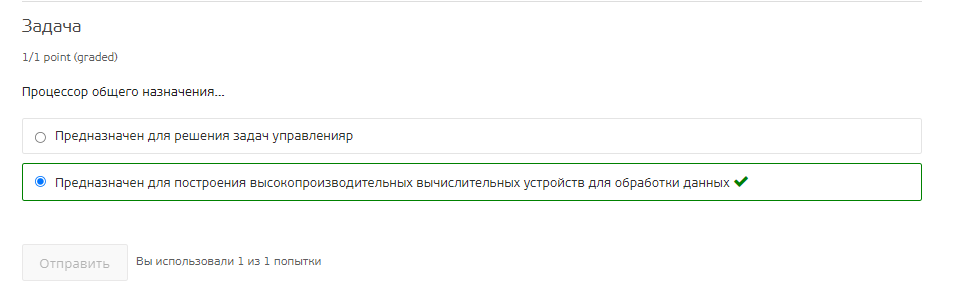 Задача
1/1 point (graded)
Процессор общего назначения...
Предназначен для решения задач управленияр
Предназначен для построения высокопроизводительных вычислительных устройств для обработки данных
Отправить
Вы использовали 1 из 1 попытки